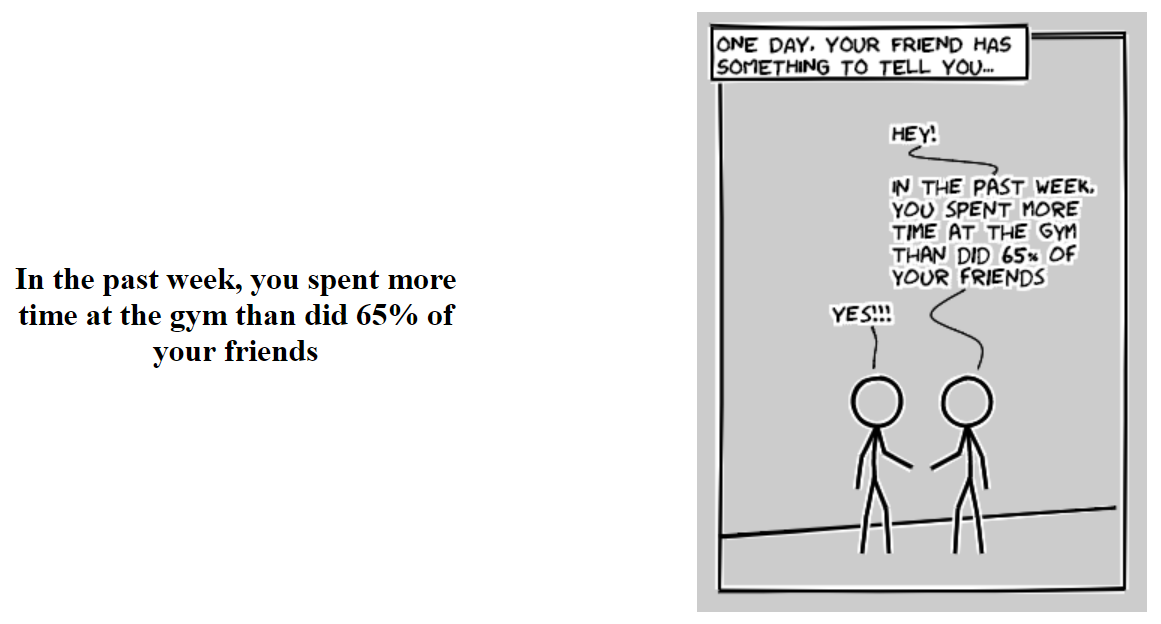 In the past week, you spent more
time at the gym than did 65% of
your friends
ONE DAY, YOUR FRIEND HAS
SOMETHING TO TELL YOU...
HEY!
IN THE PAST WEEK,
YOU SPENT MORE
TIME AT THE GYM
THAN DID 65% OF
YOUR FRIENDS
YES!!!